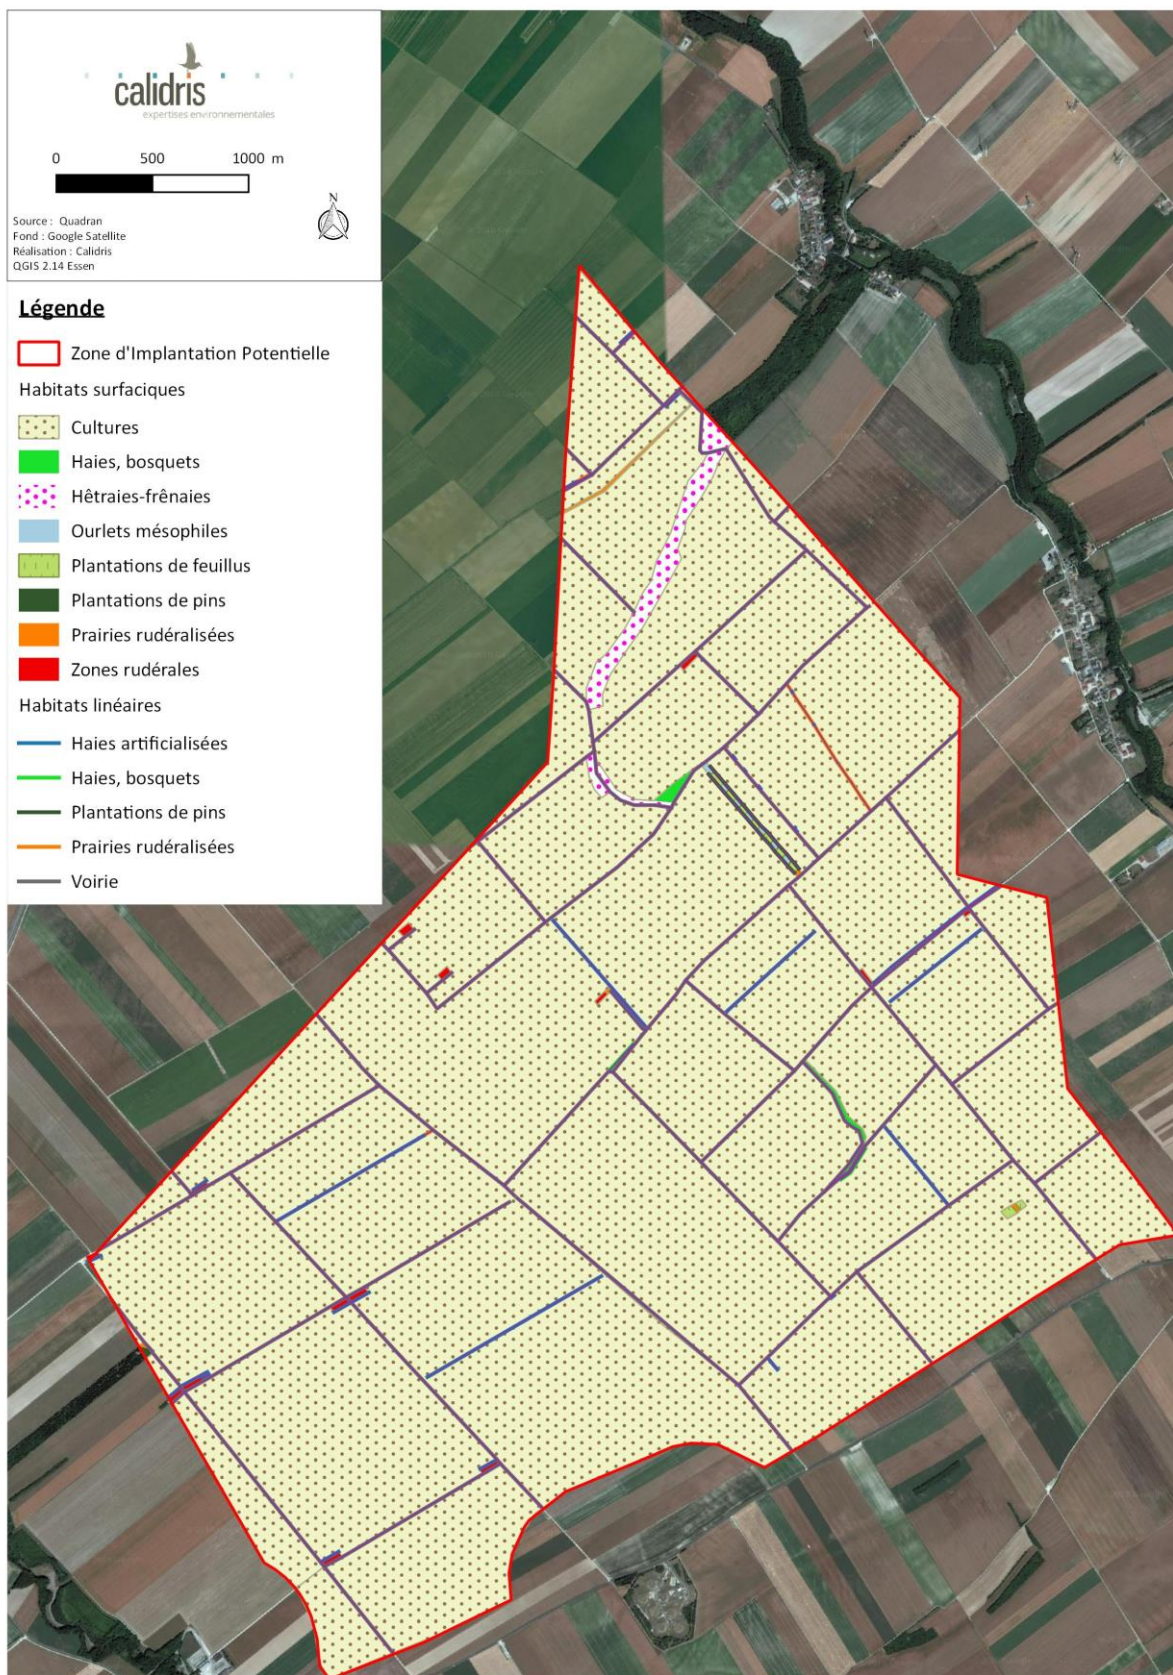 calidris
expertises environnementales
0 500 1000 m
N
Source : Quadran
Fond : Google Satellite
Réalisation : Calidris
QGIS 2.14 Essen
Légende
Zone d'Implantation Potentielle
Habitats surfaciques
Cultures
Haies, bosquets
Hêtraies-frênaies
Ourlets mésophiles
Plantations de feuillus
Plantations de pins
Prairies rudéralisées
Zones rudérales
Habitats linéaires
Haies artificialisées
Haies, bosquets
Plantations de pins
Prairies rudéralisées
Voirie